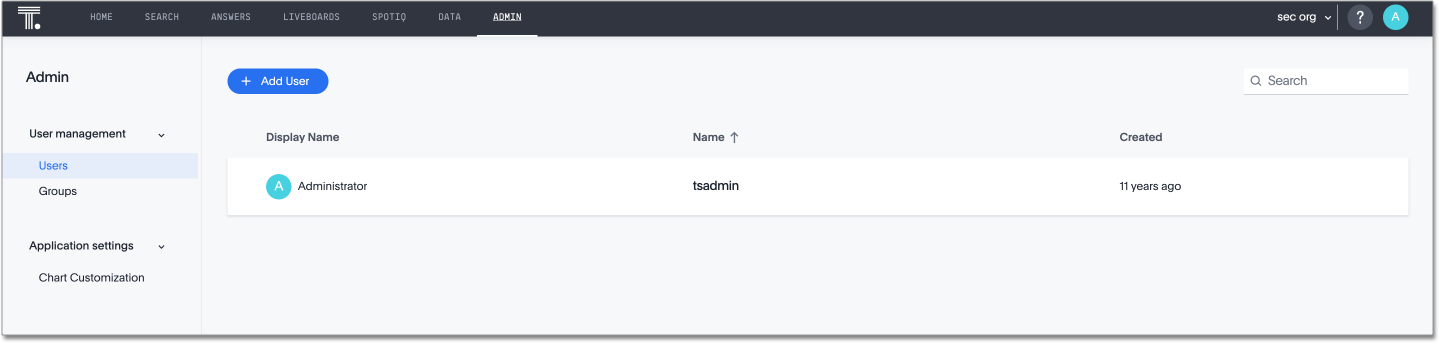 T.
HOME SEARCH ANSWERS LIVEBOARDS SPOTIQ DATA ADMIN sec org ? A
Admin
+ Add User
Search
User management
Display Name Name ↑ Created
Users
A Administrator tsadmin 11 years ago
Groups
Application settings
Chart Customization